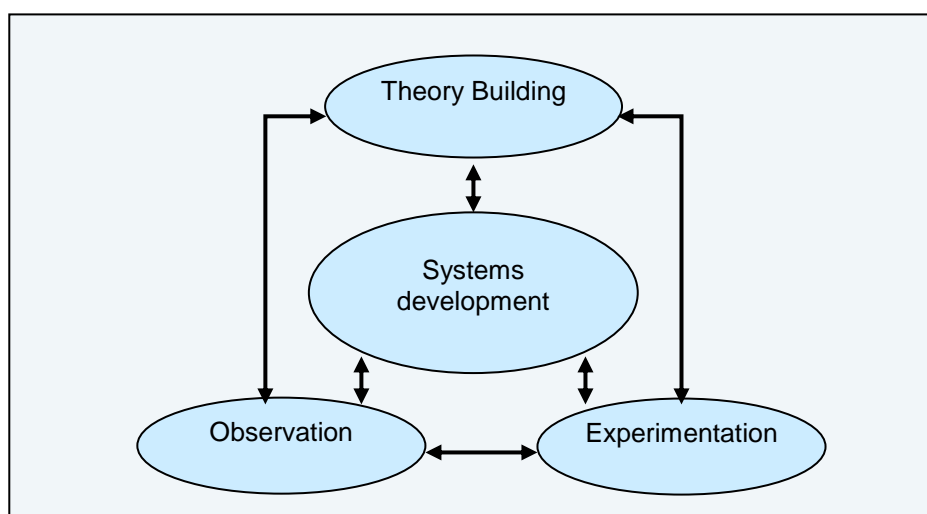 Theory Building
Systems
development
Observation
Experimentation